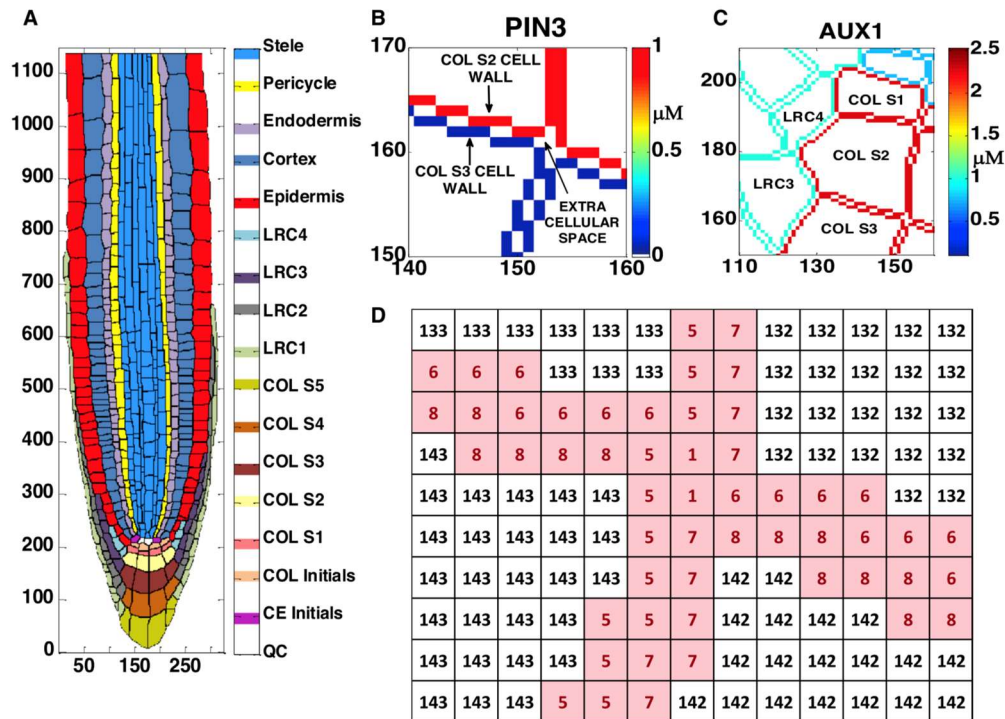 A
Stele
Pericycle
Endodermis
Cortex
Epidermis
LRC4
LRC3
LRC2
LRC1
COL S5
COL S4
COL S3
COL S2
COL S1
COL Initials
CE Initials
QC
1100
1000
900
800
700
600
500
400
300
200
100
0
50 150 250
B
PIN3
170
160
150
140 150 160
COL S2 CELL
WALL
COL S3 CELL
WALL
EXTRA
CELLULAR
SPACE
1
μM
0.5
0
C
AUX1
200
180
160
110 130 150
COL S1
LRC4
COL S2
LRC3
COL S3
2.5
2
1.5
μM
1
0.5
D
133 133 133 133 133 133 5 7 132 132 132 132 132
6 6 6 133 133 133 5 7 132 132 132 132 132
8 8 6 6 6 6 5 7 132 132 132 132 132
143 8 8 8 8 5 1 7 132 132 132 132 132
143 143 143 143 143 5 1 6 6 6 6 132 132
143 143 143 143 143 5 7 8 8 8 6 6 6
143 143 143 143 143 5 7 142 142 8 8 8 6
143 143 143 143 5 5 7 142 142 142 142 8 8
143 143 143 143 5 7 7 142 142 142 142 142 142
143 143 143 5 5 7 142 142 142 142 142 142 142